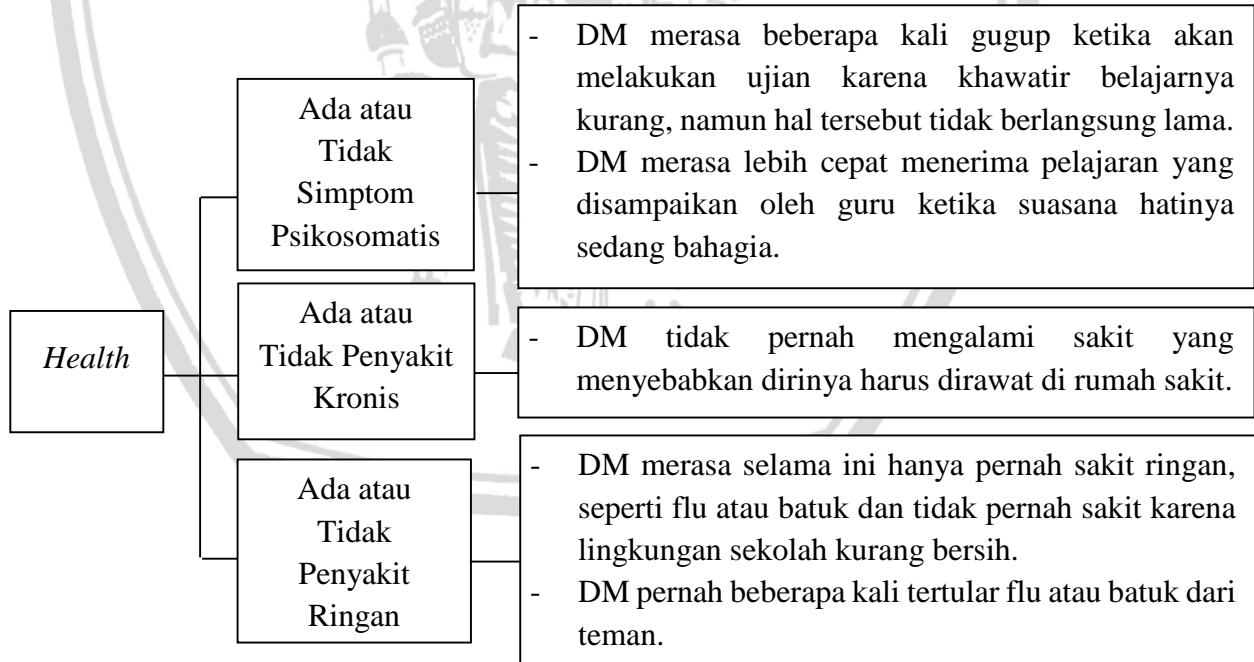 Health
Ada atau
Tidak
Simptom
Psikosomatis
- DM merasa beberapa kali gugup ketika akan
melakukan ujian karena khawatir belajarnya
kurang, namun hal tersebut tidak berlangsung lama.
- DM merasa lebih cepat menerima pelajaran yang
disampaikan oleh guru ketika suasana hatinya
sedang bahagia.
Ada atau
Tidak Penyakit
Kronis
- DM tidak pernah mengalami sakit yang
menyebabkan dirinya harus dirawat di rumah sakit.
Ada atau
Tidak
Penyakit
Ringan
- DM merasa selama ini hanya pernah sakit ringan,
seperti flu atau batuk dan tidak pernah sakit karena
lingkungan sekolah kurang bersih.
- DM pernah beberapa kali tertular flu atau batuk dari
teman.